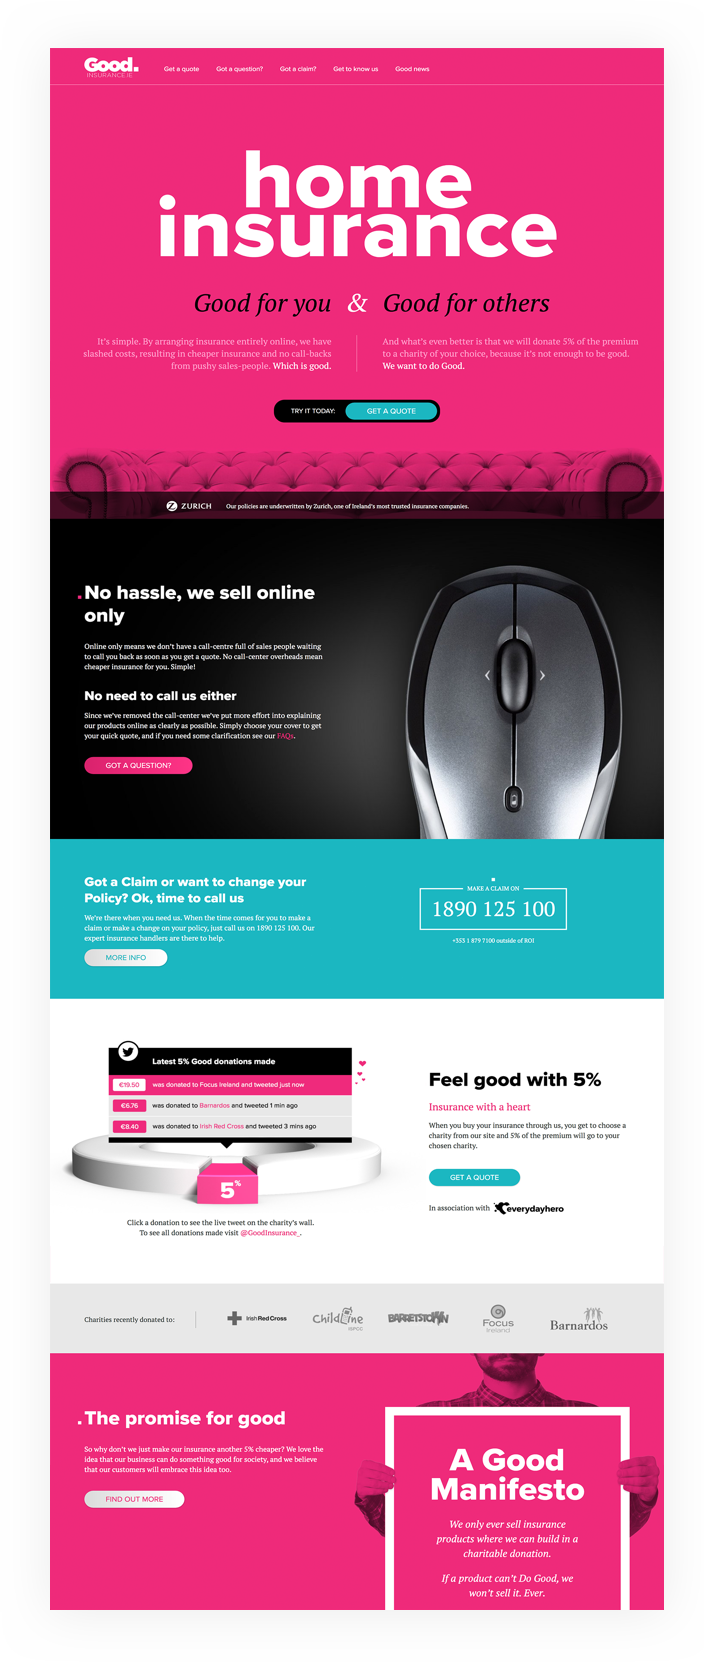 Good.
INSURANCE.IE
Get a quote
Got a question?
Got a claim?
Get to know us
Good news
home
insurance
Good for you & Good for others
It's simple. By arranging insurance entirely online, we have
slashed costs, resulting in cheaper insurance and no call-backs
from pushy sales-people. Which is good.
And what's even better is that we will donate 5% of the premium
to a charity of your choice, because it's not enough to be good.
We want to do Good.
TRY IT TODAY:
GET A QUOTE
ZURICH
Our policies are underwritten by Zurich, one of Ireland's most trusted insurance companies.
.No hassle, we sell online
only
Online only means we don't have a call-centre full of sales people waiting
to call you back as soon as you get a quote. No call-center overheads mean
cheaper insurance for you. Simple!
No need to call us either
Since we've removed the call-center we've put more effort into explaining
our products online as clearly as possible. Simply choose your cover to get
your quick quote, and if you need some clarification see our FAQs.
GOT A QUESTION?
Got a Claim or want to change your
Policy? Ok, time to call us
We're there when you need us. When the time comes for you to make a
claim or make a change on your policy, just call us on 1890 125 100. Our
expert insurance handlers are there to help.
MORE INFO
MAKE A CLAIM ON
1890 125 100
+353 1 879 7100 outside of ROI
Latest 5% Good donations made
€19.50 was donated to Focus Ireland and tweeted just now
€6.76 was donated to Barnardos and tweeted 1 min ago
€8.40 was donated to Irish Red Cross and tweeted 3 mins ago
5%
Click a donation to see the live tweet on the charity's wall.
To see all donations made visit @GoodInsurance_.
Feel good with 5%
Insurance with a heart
When you buy your insurance through us, you get to choose a
charity from our site and 5% of the premium will go to your
chosen charity.
GET A QUOTE
In association with everydayhero
Charities recently donated to:
Irish Red Cross
ChildLine
ISPCC
BARRETSTOWN
Focus
Ireland
Barnardos
.The promise for good
So why don't we just make our insurance another 5% cheaper? We love the
idea that our business can do something good for society, and we believe
that our customers will embrace this idea too.
FIND OUT MORE
A Good
Manifesto
We only ever sell insurance
products where we can build in a
charitable donation.
If a product can't Do Good, we
won't sell it. Ever.